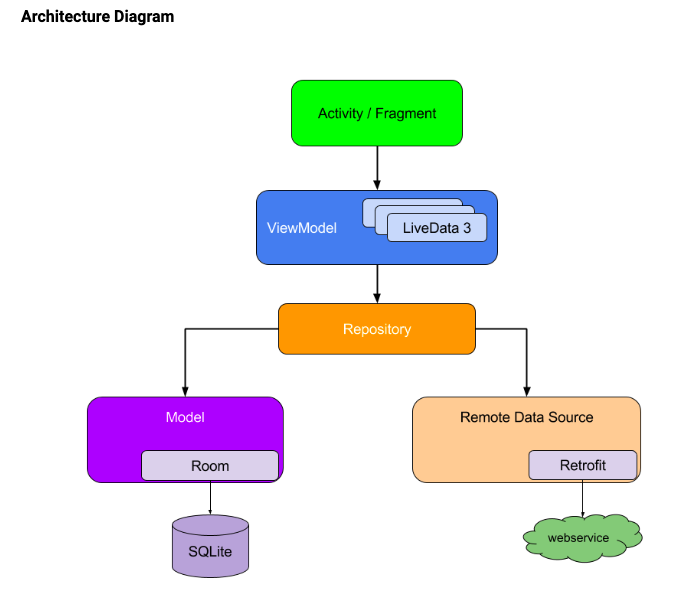 Architecture Diagram
Activity / Fragment
ViewModel
LiveData 3
Repository
Model
Room
SQLite
Remote Data Source
Retrofit
webservice